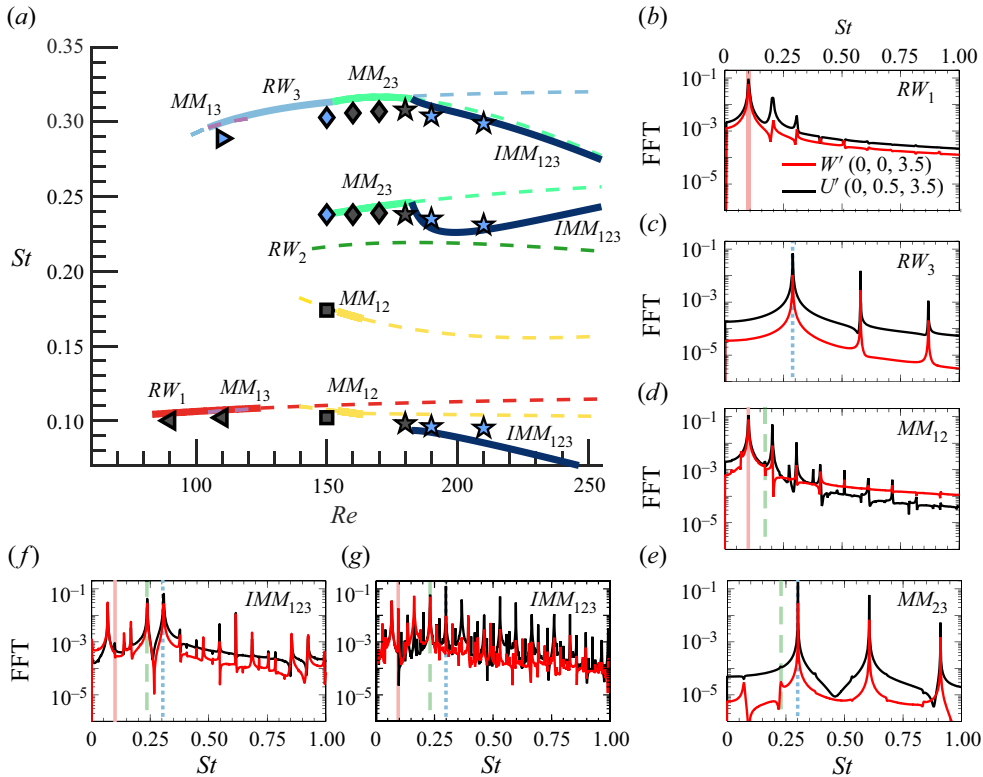 (a)
0.35
0.30
0.25
0.20
0.15
0.10
St
100
150
200
250
Re
MM13
RW3
MM23
IMM123
MM23
IMM123
RW2
MM12
RW1
MM13
MM12
IMM123
(b)
St
0 0.25 0.50 0.75 1.00
10−1
10−3
10−5
FFT
RW1
W′ (0, 0, 3.5)
U′ (0, 0.5, 3.5)
(c)
10−1
10−3
10−5
FFT
RW3
(d)
10−1
10−3
10−5
FFT
MM12
(e)
10−1
10−3
10−5
FFT
MM23
0 0.25 0.50 0.75 1.00
St
(f)
10−1
10−3
10−5
FFT
IMM123
0 0.25 0.50 0.75 1.00
St
(g)
10−1
10−3
10−5
IMM123
0 0.25 0.50 0.75 1.00
St